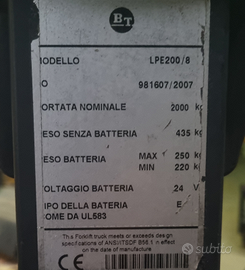 BT
ODELLO LPE200/8
O 981607/2007
ORTATA NOMINALE 2000 kg
ESO SENZA BATTERIA 435 kg
ESO BATTERIA MAX 250 kg
MIN 220 kg
OLTAGGIO BATTERIA 24 V
IPO DELLA BATERIA E
OME DA UL583
This Forklift truck meets or exceeds design
specifications of ANSI/ITSDF B56.1 in effect
on the date of manufacture.
subito